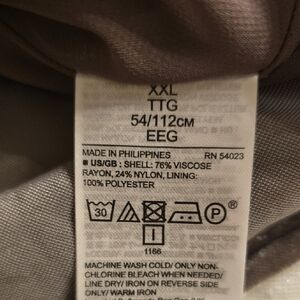 XXL
TTG
54/112CM
EEG
MADE IN PHILIPPINES RN 54023
■ US/GB : SHELL: 76% VISCOSE
RAYON, 24% NYLON, LINING:
100% POLYESTER
30 P ®
1166
MACHINE WASH COLD/ ONLY NON-
CHLORINE BLEACH WHEN NEEDED/
LINE DRY/ IRON ON REVERSE SIDE
ONLY/ WARM IRON